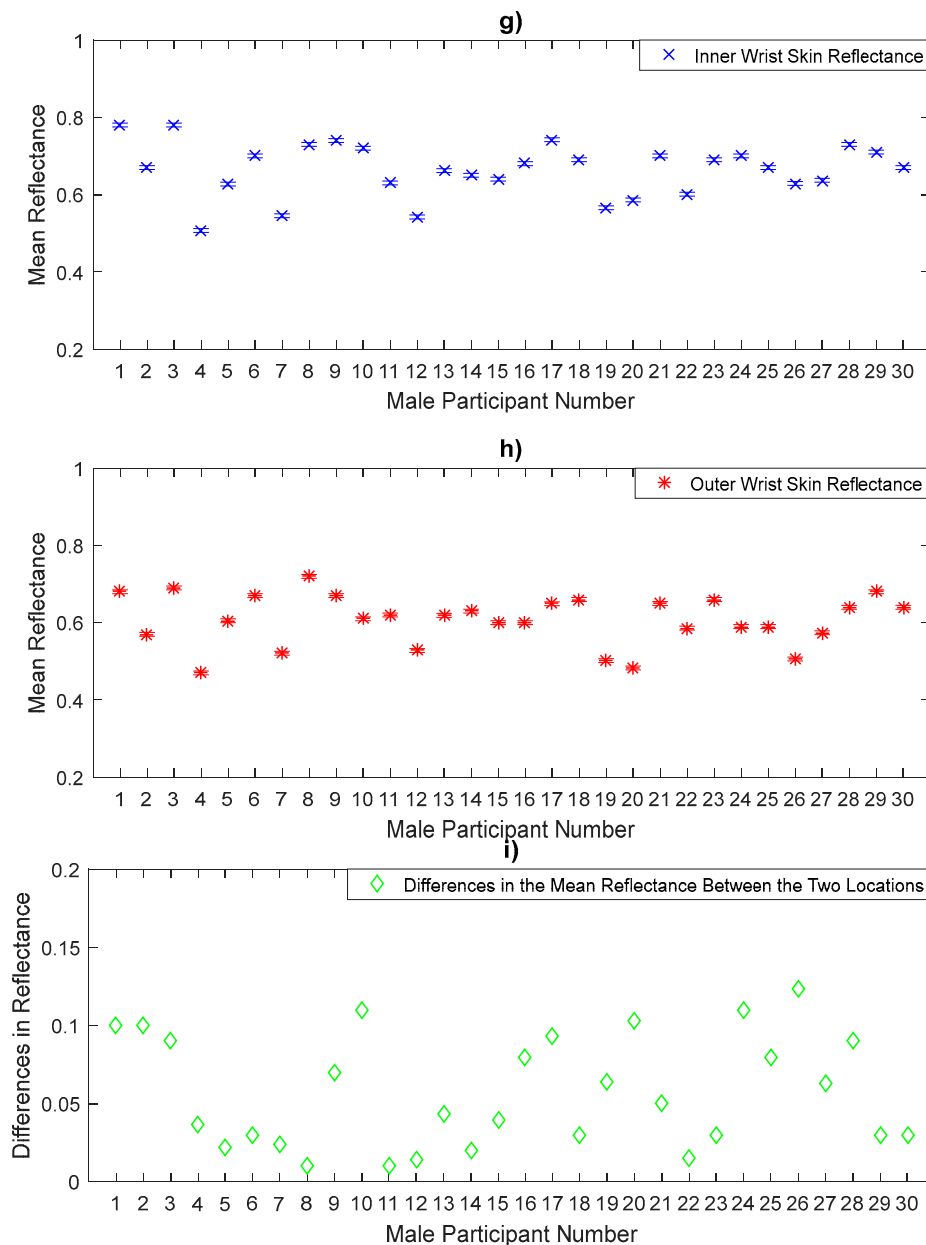 g)
1
Inner Wrist Skin Reflectance
0.8
0.6
0.4
0.2
Mean Reflectance
1 2 3 4 5 6 7 8 9 10 11 12 13 14 15 16 17 18 19 20 21 22 23 24 25 26 28 29 30
Male Participant Number
h)
1
Outer Wrist Skin Reflectance
0.8
0.6
0.4
0.2
Mean Reflectance
1 2 3 4 5 6 7 8 9 10 11 12 13 14 15 16 17 18 19 20 21 22 23 24 25 26 27 28 29 30
Male Participant Number
i)
0.2
Differences in the Mean Reflectance Between the Two Locations
0.15
0.1
0.05
0
Differences in Reflectance
1 2 3 4 5 6 7 8 9 10 11 12 13 14 15 16 17 18 19 20 21 22 23 24 25 26 27 28 29 30
Male Participant Number